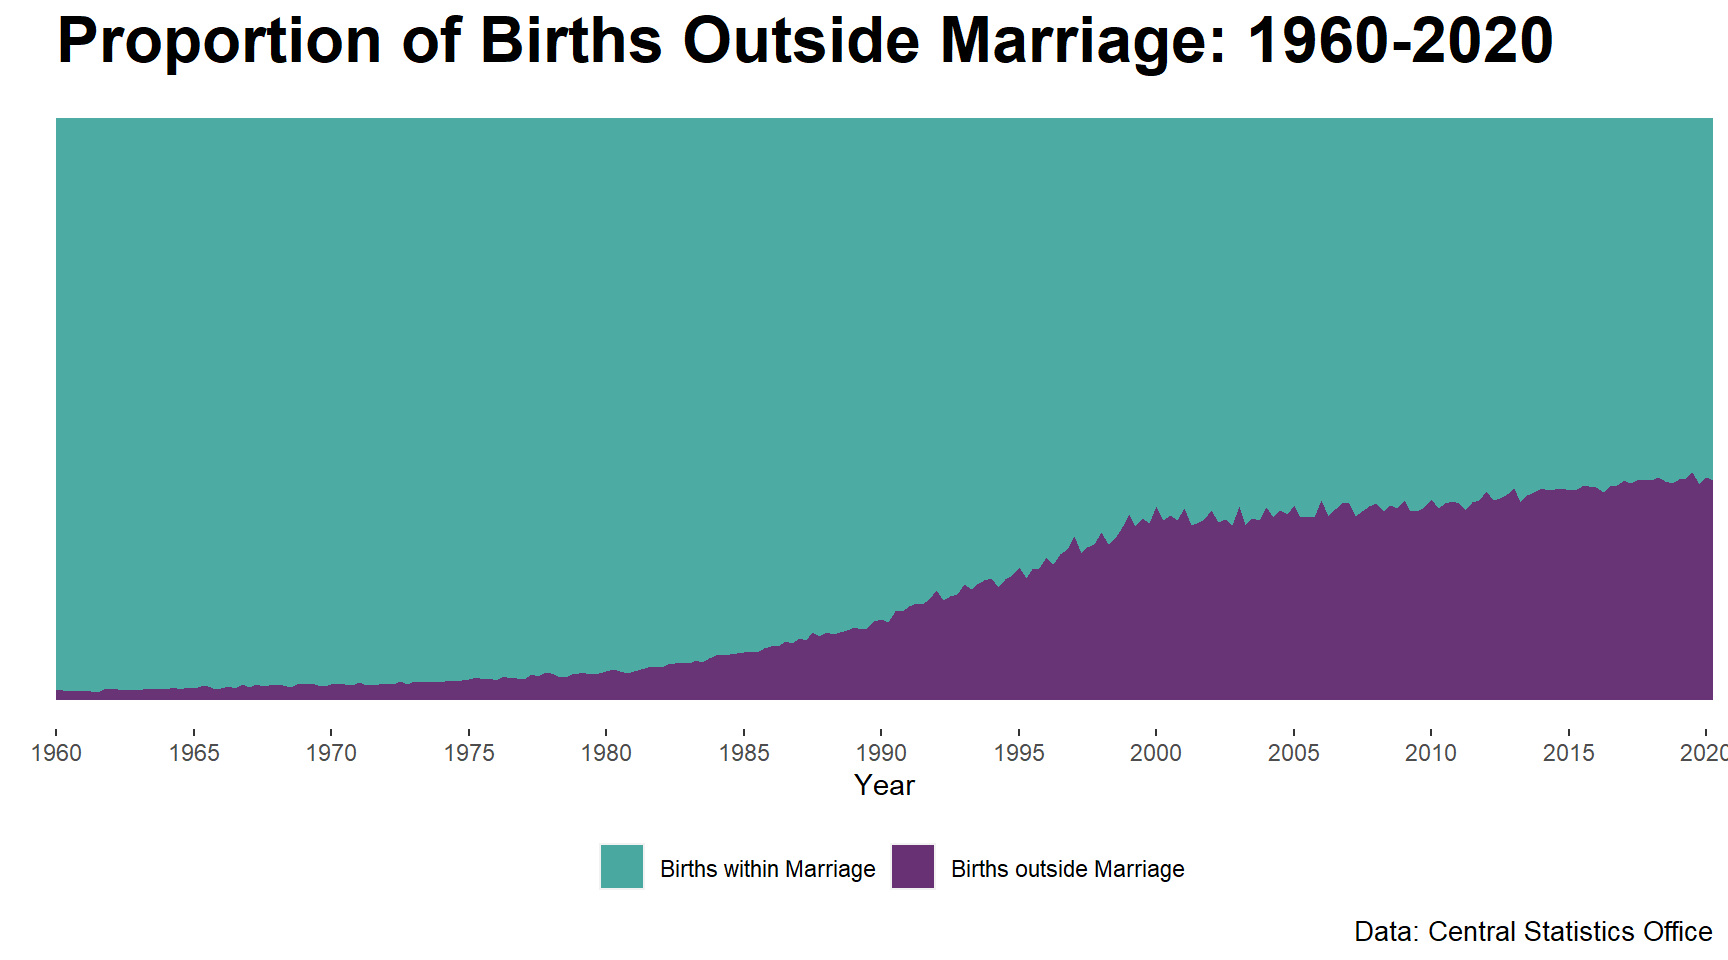 Proportion of Births Outside Marriage: 1960-2020
1960 1965 1970 1975 1980 1985 1990 1995 2000 2005 2010 2015 2020
Year
Births within Marriage Births outside Marriage
Data: Central Statistics Office